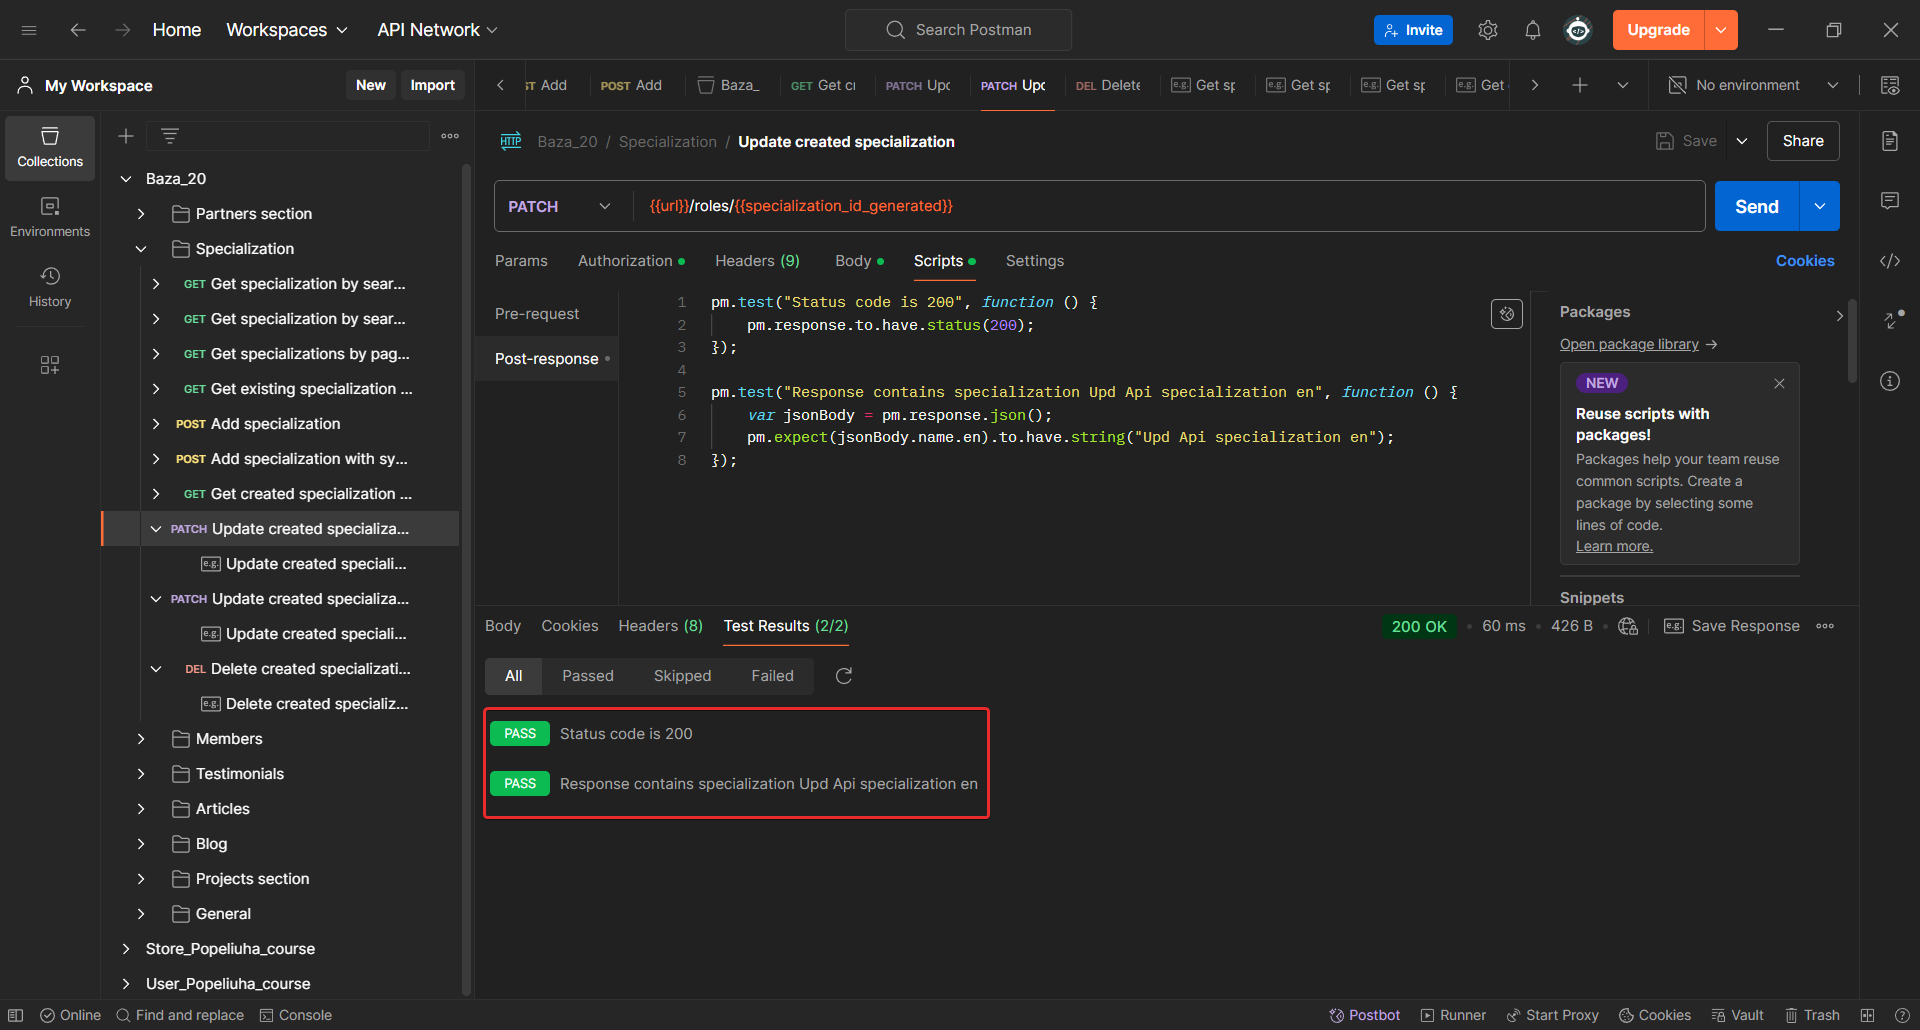 Home
Workspaces
API Network
Search Postman
Invite
Upgrade
My Workspace
New
Import
ST Add
POST Add
Baza_
GET Get cr
PATCH Upd
PATCH Upd
DEL Delete
e.g. Get sp
e.g. Get sp
e.g. Get sp
e.g. Get
No environment
Collections
Environments
History
Baza_20
Partners section
Specialization
GET Get specialization by sear...
GET Get specialization by sear...
GET Get specializations by pag...
GET Get existing specialization ...
POST Add specialization
POST Add specialization with sy...
GET Get created specialization ...
PATCH Update created specializa...
e.g. Update created speciali...
PATCH Update created specializa...
e.g. Update created speciali...
DEL Delete created specializati...
e.g. Delete created specializ...
Members
Testimonials
Articles
Blog
Projects section
General
Store_Popeliuha_course
User_Popeliuha_course
HTTP Baza_20 / Specialization / Update created specialization
Save
Share
PATCH
{{url}}/roles/{{specialization_id_generated}}
Send
Params
Authorization
Headers (9)
Body
Scripts
Settings
Cookies
Pre-request
Post-response
1 pm.test("Status code is 200", function () {
2 pm.response.to.have.status(200);
3 });
4
5 pm.test("Response contains specialization Upd Api specialization en", function () {
6 var jsonBody = pm.response.json();
7 pm.expect(jsonBody.name.en).to.have.string("Upd Api specialization en");
8 });
Packages
Open package library →
NEW
Reuse scripts with
packages!
Packages help your team reuse
common scripts. Create a
package by selecting some
lines of code.
Learn more.
Snippets
Body
Cookies
Headers (8)
Test Results (2/2)
200 OK
60 ms
426 B
e.g. Save Response
All
Passed
Skipped
Failed
PASS Status code is 200
PASS Response contains specialization Upd Api specialization en
Online
Find and replace
Console
Postbot
Runner
Start Proxy
Cookies
Vault
Trash